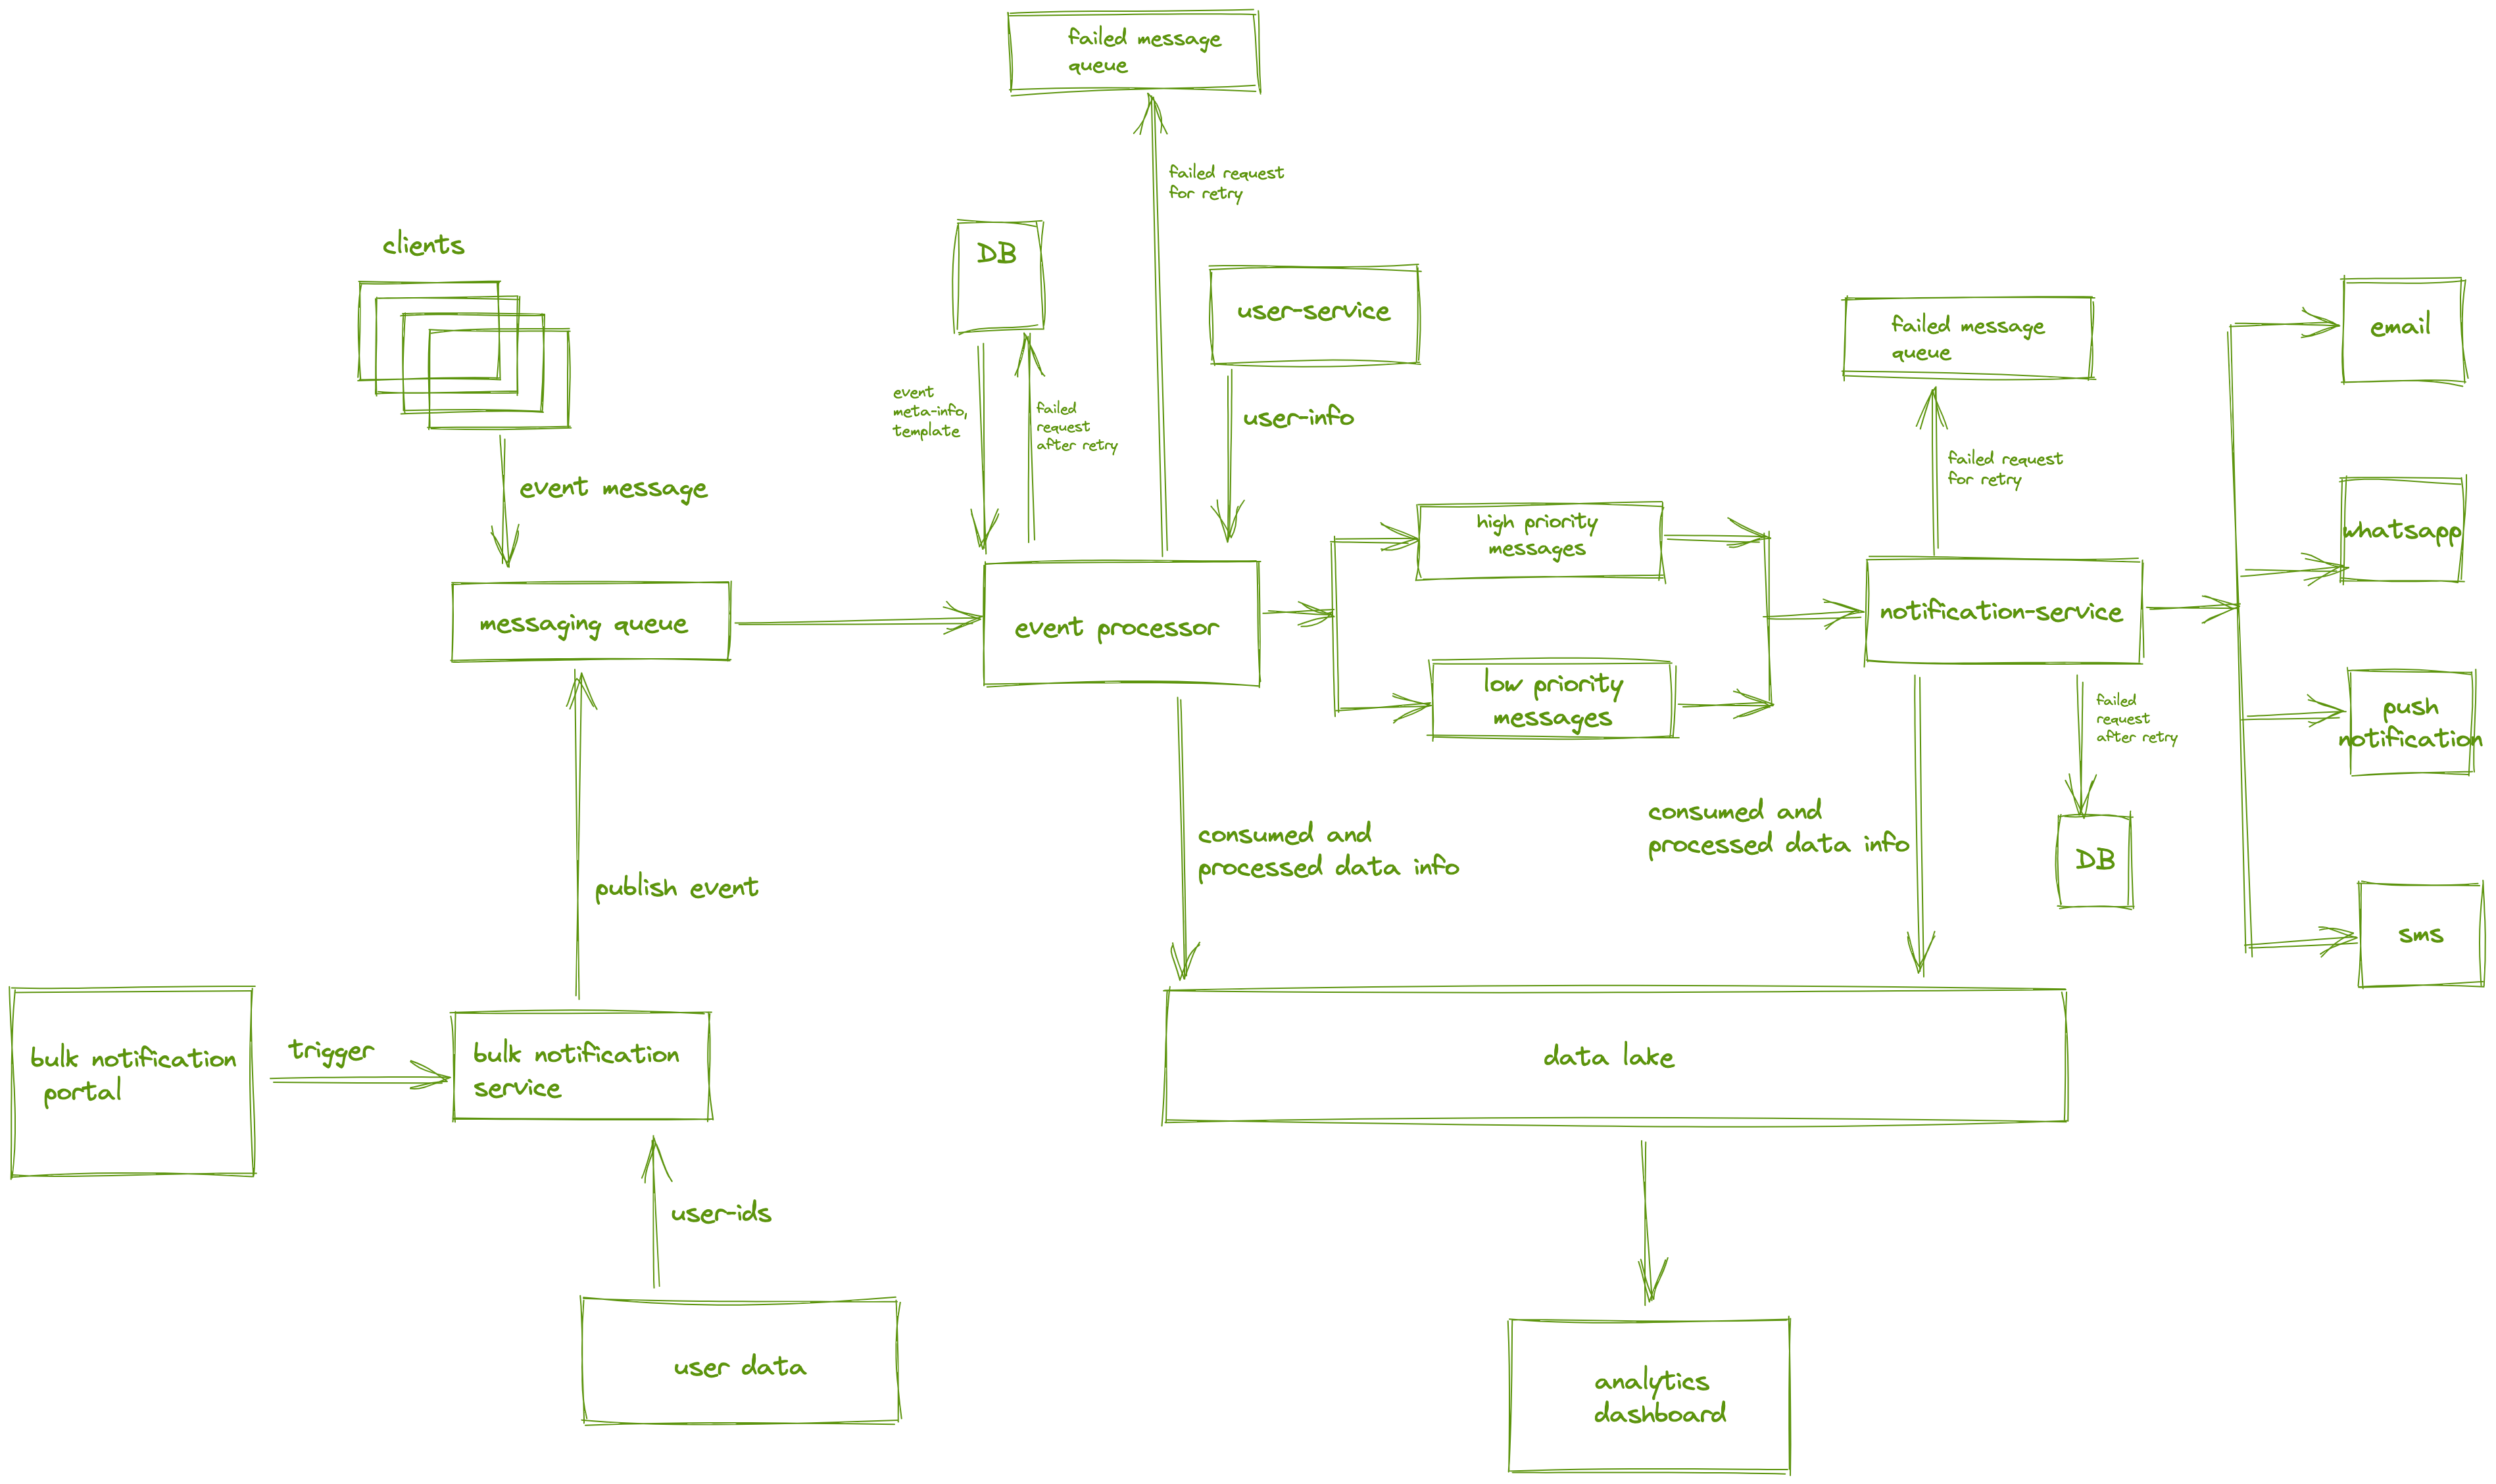 failed message
queue
failed request
for retry
clients
DB
user-service
failed message
queue
email
event
meta-info,
template
failed
request
after retry
user-info
event message
failed request
for retry
high priority
messages
whatsapp
messaging queue
event processor
notification-service
low priority
messages
failed
request
after retry
push
notification
consumed and
processed data info
consumed and
processed data info
DB
publish event
sms
bulk notification
portal
trigger
bulk notification
service
data lake
user-ids
user data
analytics
dashboard